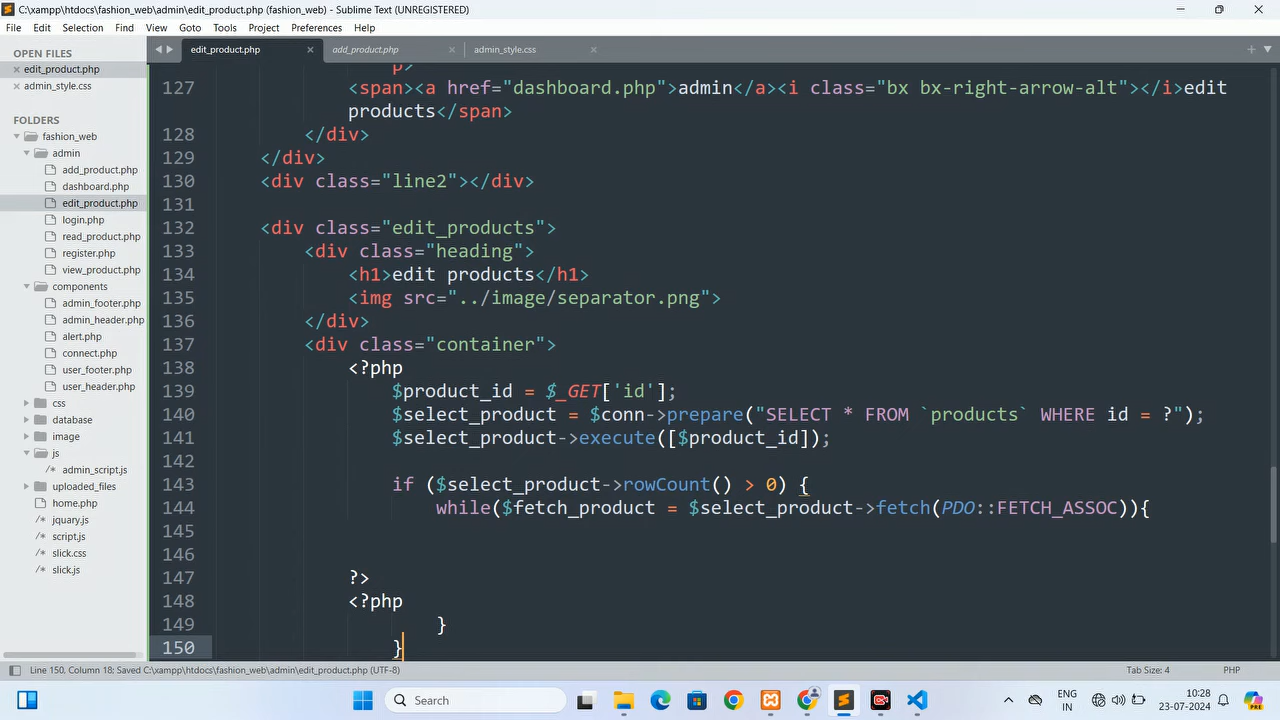 C:\xampp\htdocs\fashion_web\admin\edit_product.php (fashion_web) - Sublime Text (UNREGISTERED)
File Edit Selection Find View Goto Tools Project Preferences Help
OPEN FILES
edit_product.php
admin_style.css
FOLDERS
fashion_web
admin
add_product.php
dashboard.php
edit_product.php
login.php
read_product.php
register.php
view_product.php
components
admin_footer.php
admin_header.php
alert.php
connect.php
user_footer.php
user_header.php
css
database
image
js
admin_script.js
uploaded_files
home.php
jquary.js
script.js
slick.css
slick.js
edit_product.php add_product.php admin_style.css
p>
127 <span><a href="dashboard.php">admin</a><i class="bx bx-right-arrow-alt"></i>edit
products</span>
128 </div>
129 </div>
130 <div class="line2"></div>
131
132 <div class="edit_products">
133 <div class="heading">
134 <h1>edit products</h1>
135 <img src="../image/separator.png">
136 </div>
137 <div class="container">
138 <?php
139 $product_id = $_GET['id'];
140 $select_product = $conn->prepare("SELECT * FROM `products` WHERE id = ?");
141 $select_product->execute([$product_id]);
142
143 if ($select_product->rowCount() > 0) {
144 while($fetch_product = $select_product->fetch(PDO::FETCH_ASSOC)){
145
146
147 ?>
148 <?php
149 }
150 }
Line 150, Column 18; Saved C:\xampp\htdocs\fashion_web\admin\edit_product.php (UTF-8) Tab Size: 4 PHP
Search
ENG
IN
10:28
23-07-2024
PRE